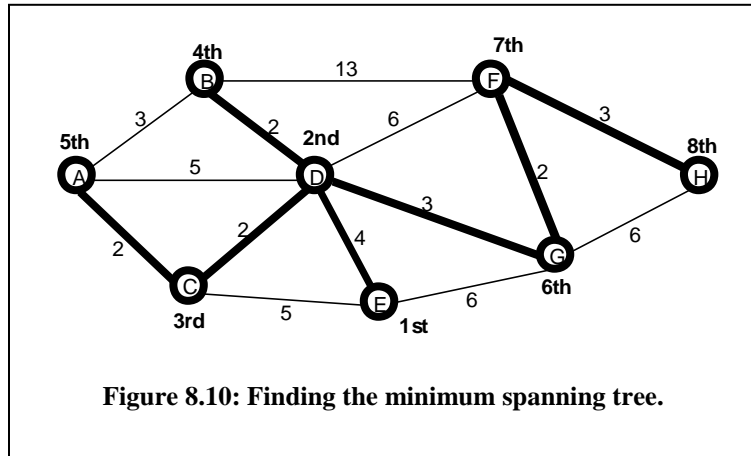 7th
4th
B 13 F
3 2 2nd 6 3
5th 8th
A 5 D H
2 2 3 2
4 6
C G
5 E 6 6th
3rd 1st
Figure 8.10: Finding the minimum spanning tree.